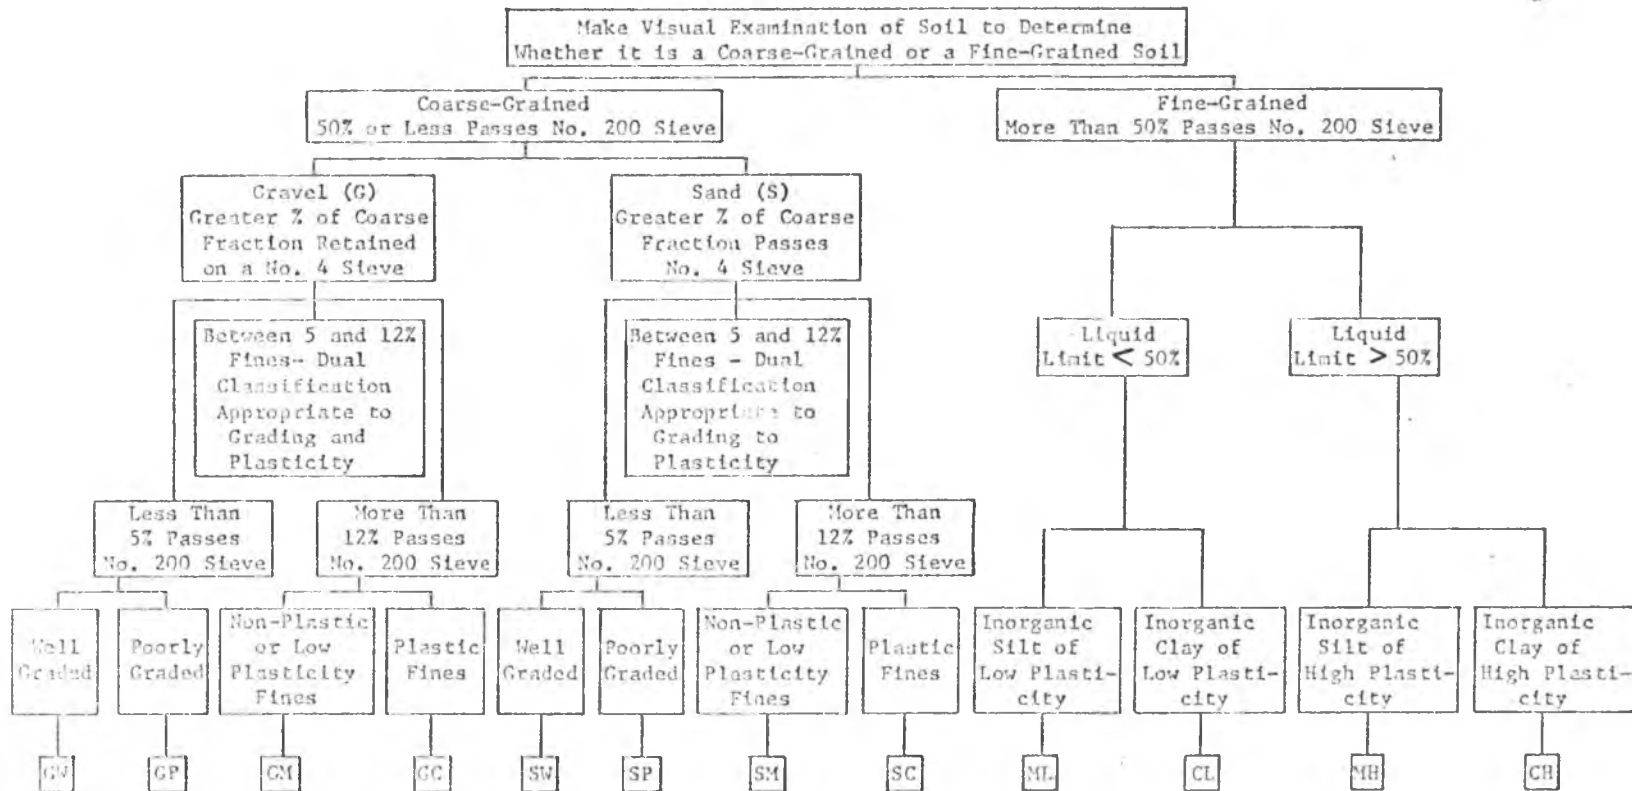 Make Visual Examination of Soil to Determine
Whether it is a Coarse-Grained or a Fine-Grained Soil
Coarse-Grained
50% or Less Passes No. 200 Sieve
Fine-Grained
More Than 50% Passes No. 200 Sieve
Gravel (G)
Greater % of Coarse
Fraction Retained
on a No. 4 Sieve
Sand (S)
Greater % of Coarse
Fraction Passes
No. 4 Sieve
Between 5 and 12%
Fines- Dual
Classification
Appropriate to
Grading and
Plasticity
Between 5 and 12%
Fines - Dual
Classification
Appropriate to
Grading to
Plasticity
Liquid
Limit < 50%
Liquid
Limit > 50%
Less Than
5% Passes
No. 200 Sieve
More Than
12% Passes
No. 200 Sieve
Less Than
5% Passes
No. 200 Sieve
More Than
12% Passes
No. 200 Sieve
Well
Graded
Poorly
Graded
Non-Plastic
or Low
Plasticity
Fines
Plastic
Fines
Well
Graded
Poorly
Graded
Non-Plastic
or Low
Plasticity
Fines
Plastic
Fines
Inorganic
Silt of
Low Plasti-
city
Inorganic
Clay of
Low Plasti-
city
Inorganic
Silt of
High Plasti-
city
Inorganic
Clay of
High Plasti-
city
GW
GP
GM
GC
SW
SP
SM
SC
ML
CL
MH
CH